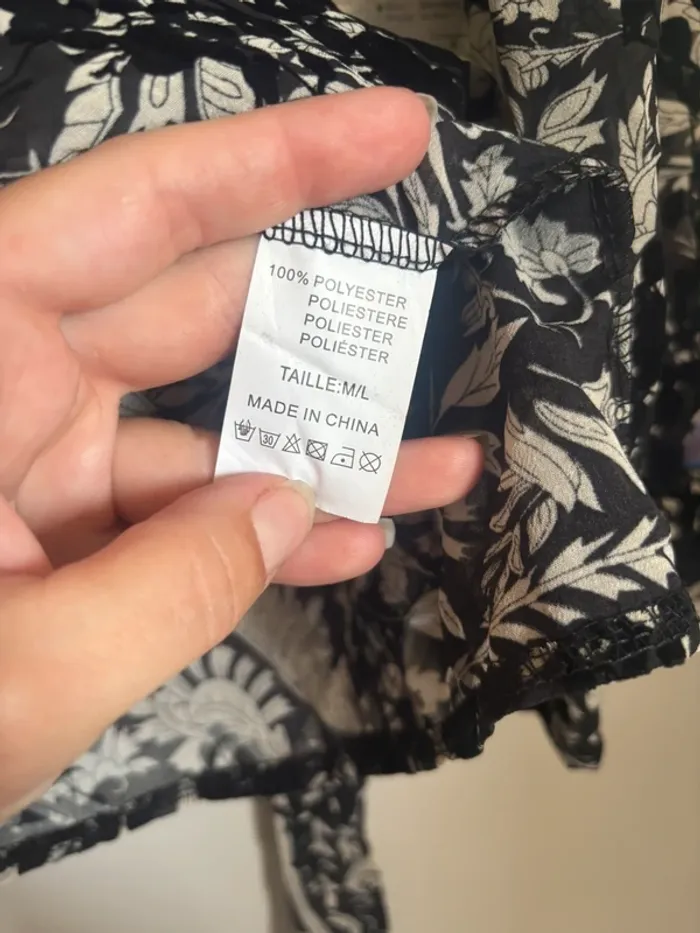 100% POLYESTER
POLIESTERE
POLIESTER
POLIÉSTER
TAILLE:M/L
MADE IN CHINA
30